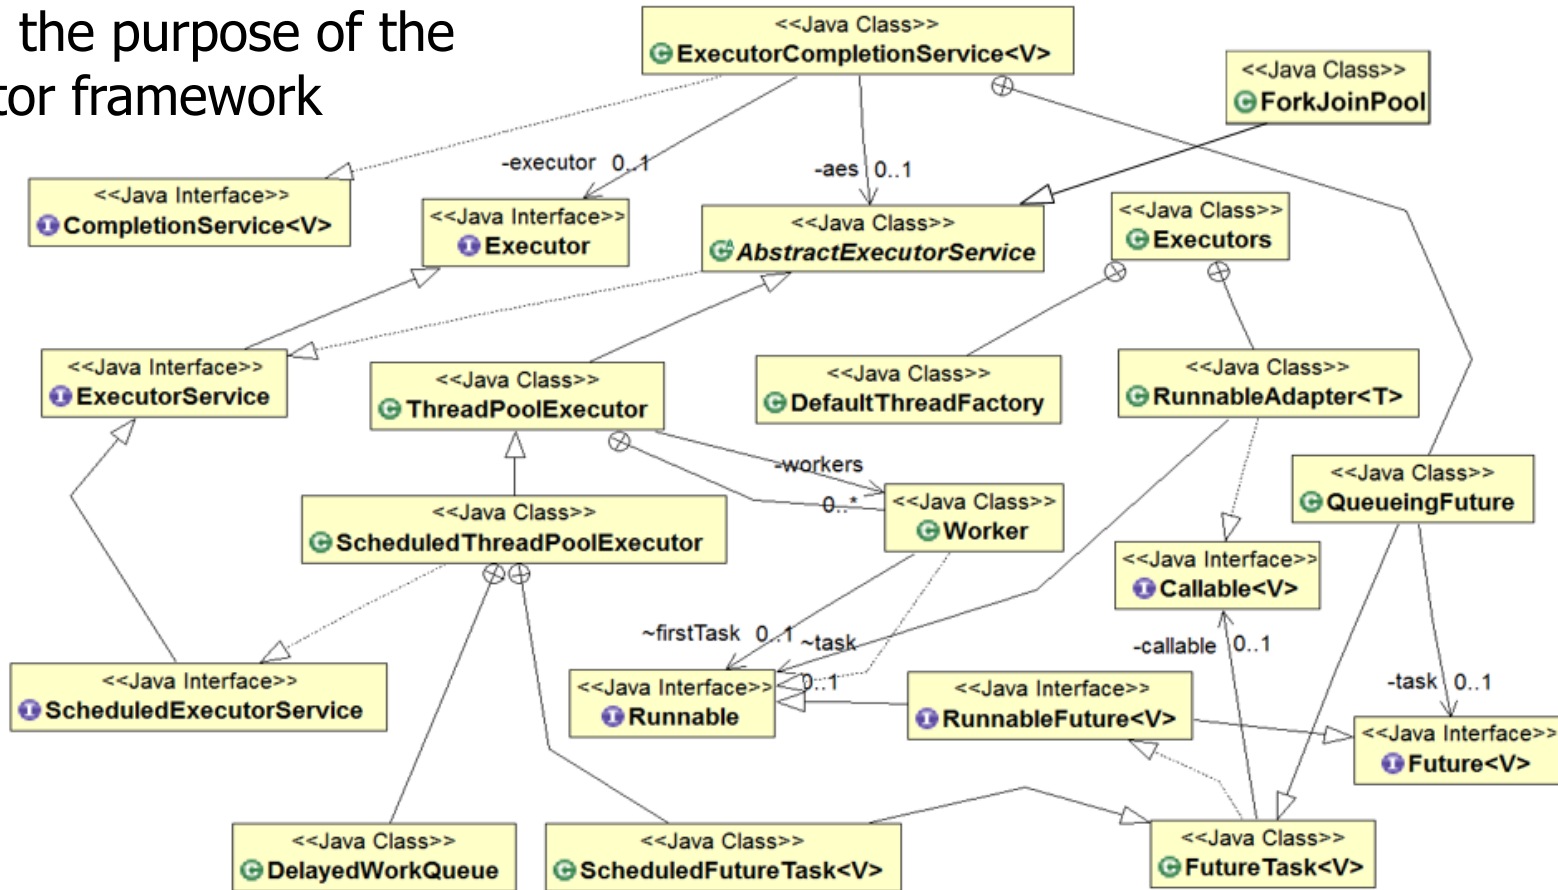 the purpose of the
tor framework
<<Java Class>>
ExecutorCompletionService<V>
<<Java Class>>
ForkJoinPool
-executor 0..1
-aes 0..1
<<Java Interface>>
CompletionService<V>
<<Java Interface>>
Executor
<<Java Class>>
AbstractExecutorService
<<Java Class>>
Executors
<<Java Interface>>
ExecutorService
<<Java Class>>
ThreadPoolExecutor
<<Java Class>>
DefaultThreadFactory
<<Java Class>>
RunnableAdapter<T>
-workers
0..*
<<Java Class>>
ScheduledThreadPoolExecutor
<<Java Class>>
Worker
<<Java Class>>
QueueingFuture
<<Java Interface>>
Callable<V>
~firstTask 0..1
~task
0..1
-callable 0..1
-task 0..1
<<Java Interface>>
ScheduledExecutorService
<<Java Interface>>
Runnable
<<Java Interface>>
RunnableFuture<V>
<<Java Interface>>
Future<V>
<<Java Class>>
DelayedWorkQueue
<<Java Class>>
ScheduledFutureTask<V>
<<Java Class>>
FutureTask<V>